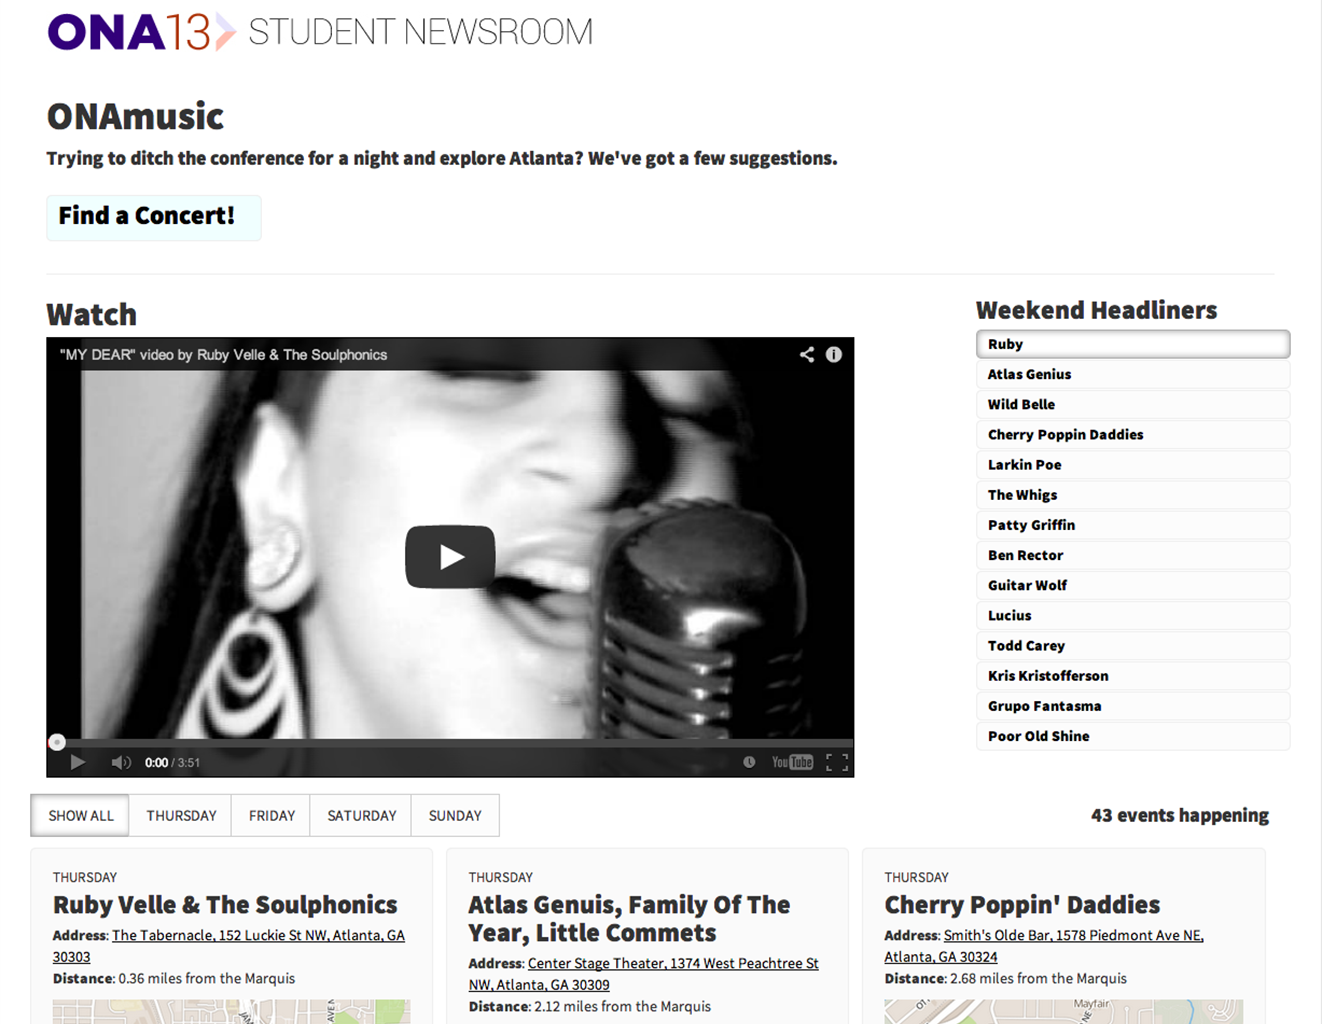 ONA13 STUDENT NEWSROOM
ONAmusic
Trying to ditch the conference for a night and explore Atlanta? We've got a few suggestions.
Find a Concert!
Watch
"MY DEAR" video by Ruby Velle & The Soulphonics
0:00 / 3:51
YouTube
Weekend Headliners
Ruby
Atlas Genius
Wild Belle
Cherry Poppin Daddies
Larkin Poe
The Whigs
Patty Griffin
Ben Rector
Guitar Wolf
Lucius
Todd Carey
Kris Kristofferson
Grupo Fantasma
Poor Old Shine
SHOW ALL THURSDAY FRIDAY SATURDAY SUNDAY
43 events happening
THURSDAY
Ruby Velle & The Soulphonics
Address: The Tabernacle, 152 Luckie St NW, Atlanta, GA
30303
Distance: 0.36 miles from the Marquis
THURSDAY
Atlas Genuis, Family Of The
Year, Little Commets
Address: Center Stage Theater, 1374 West Peachtree St
NW, Atlanta, GA 30309
Distance: 2.12 miles from the Marquis
THURSDAY
Cherry Poppin' Daddies
Address: Smith's Olde Bar, 1578 Piedmont Ave NE,
Atlanta, GA 30324
Distance: 2.68 miles from the Marquis
Mayfair